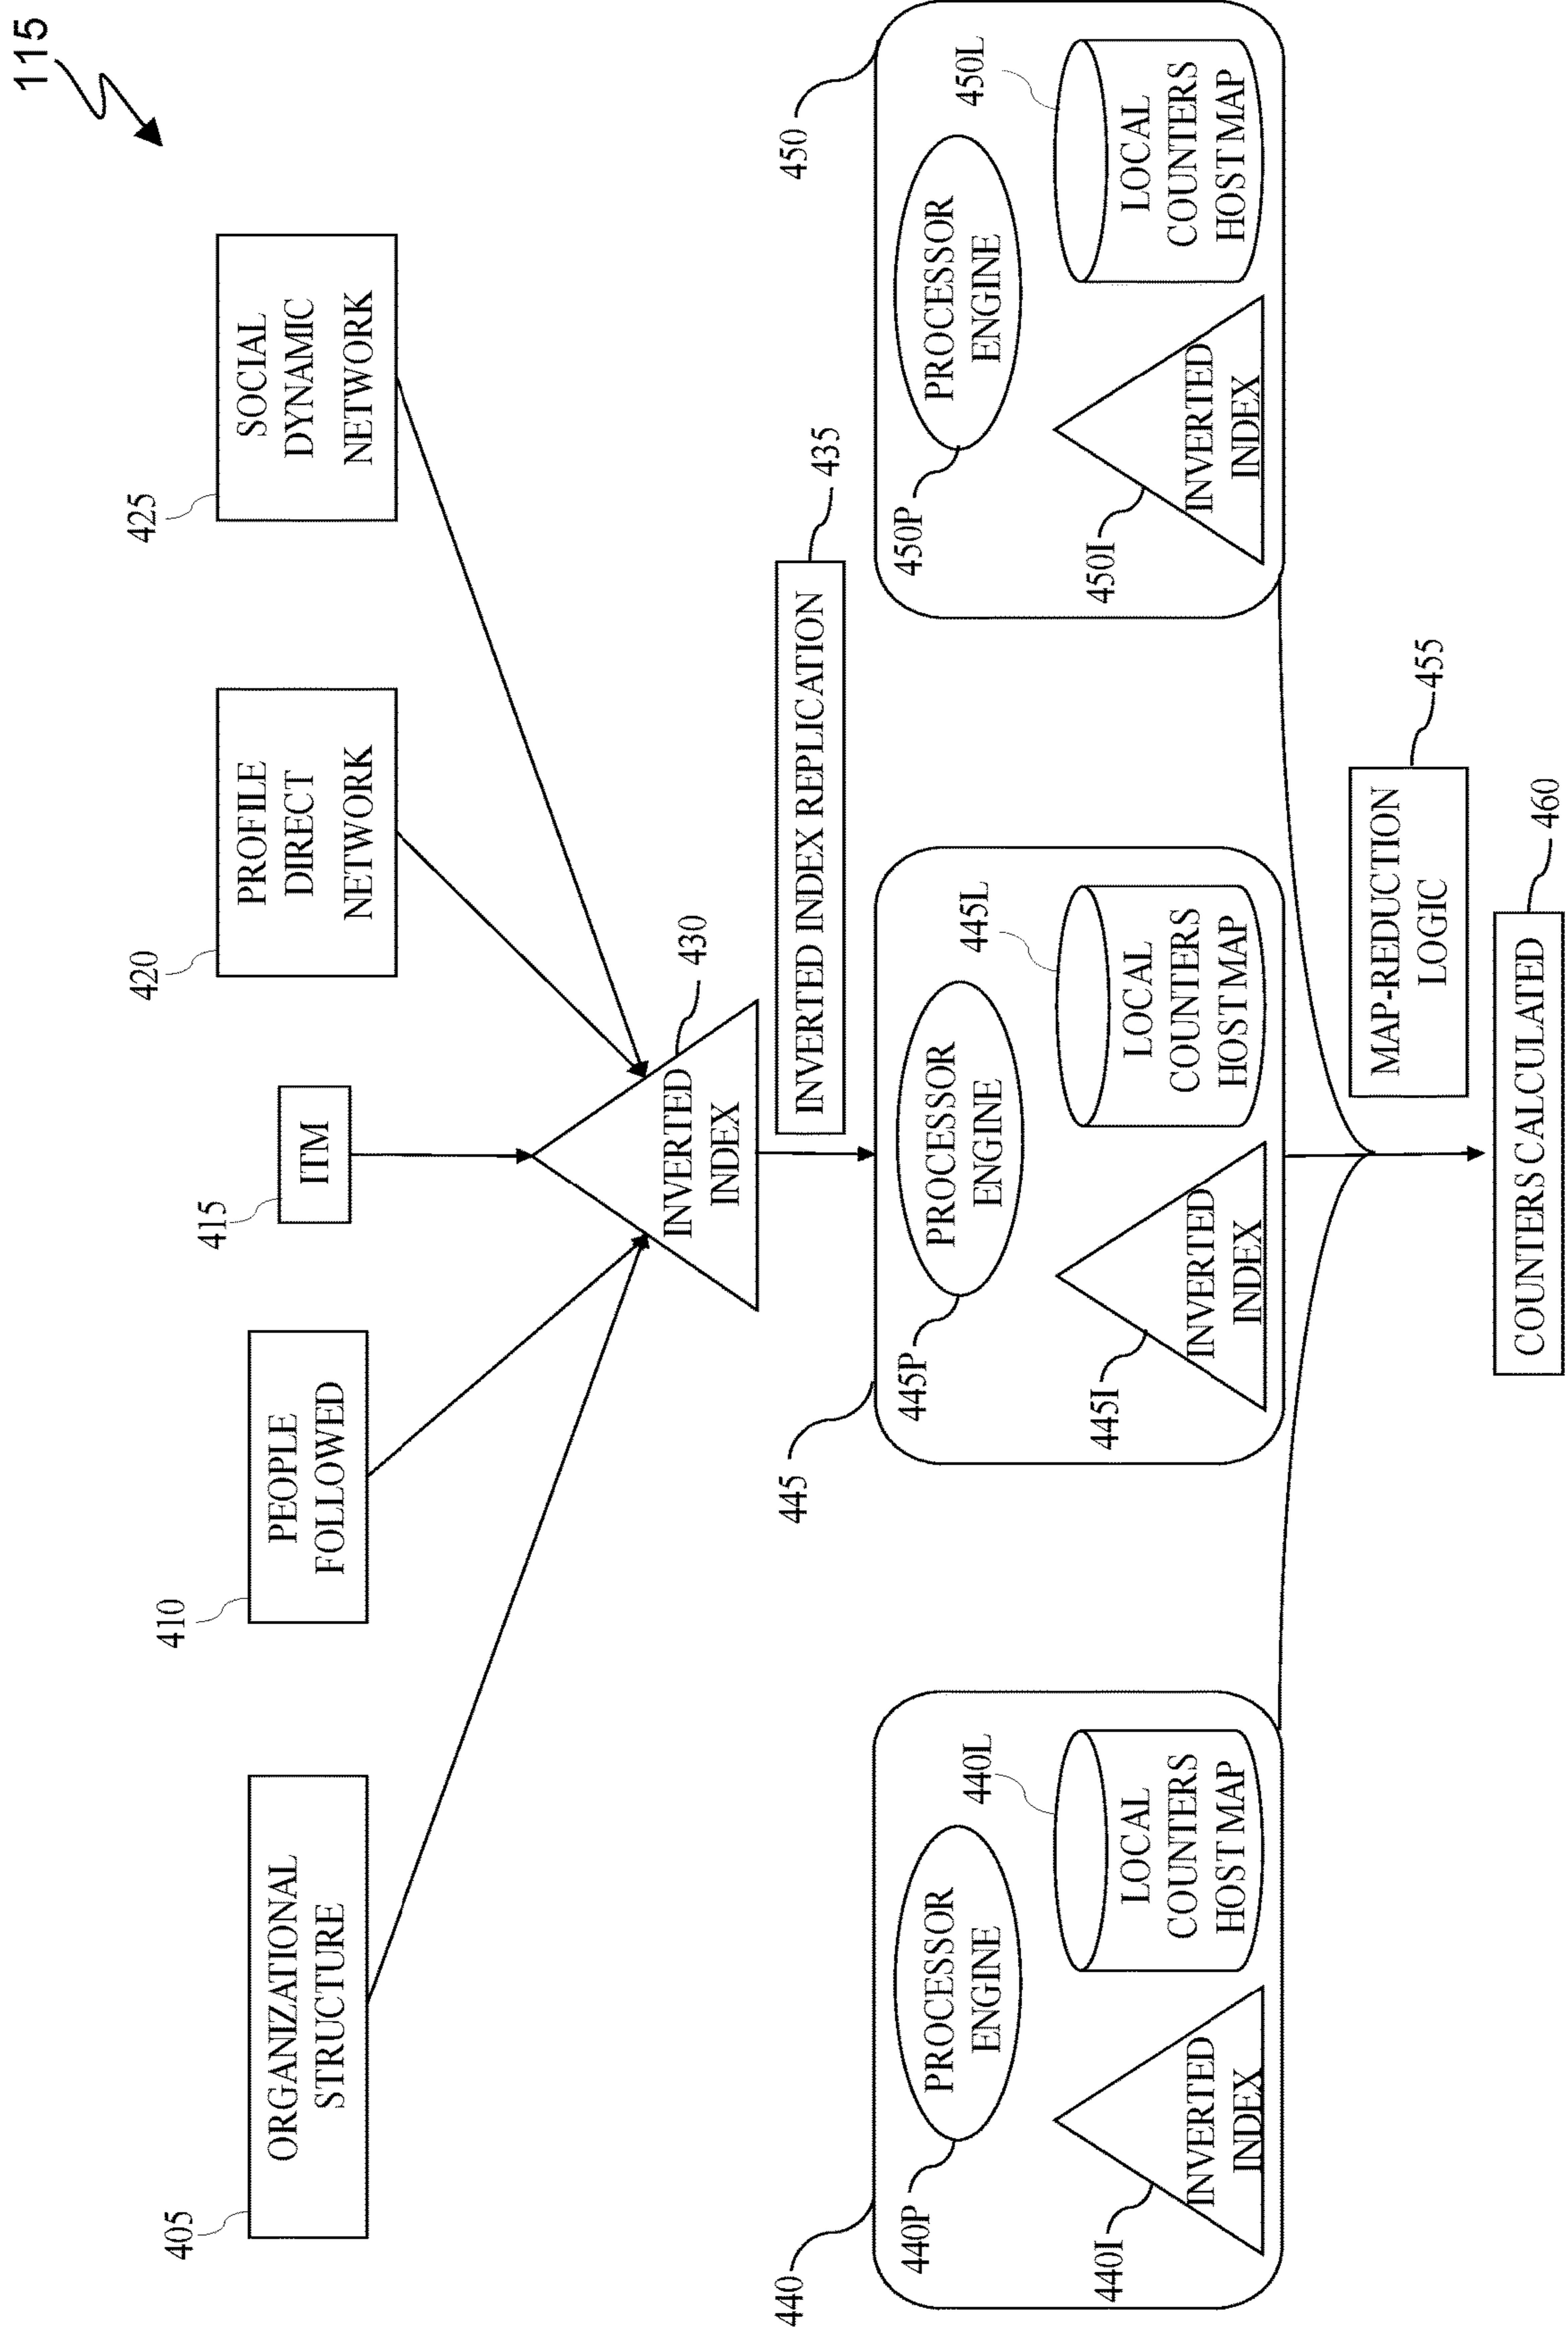 115
405
ORGANIZATIONAL
STRUCTURE
410
PEOPLE
FOLLOWED
415
ITM
420
PROFILE
DIRECT
NETWORK
425
SOCIAL
DYNAMIC
NETWORK
INVERTED
INDEX
430
INVERTED INDEX REPLICATION
435
440
440P
PROCESSOR
ENGINE
440I
INVERTED
INDEX
440L
LOCAL
COUNTERS
HOST MAP
445
445P
PROCESSOR
ENGINE
445I
INVERTED
INDEX
445L
LOCAL
COUNTERS
HOST MAP
450
450P
PROCESSOR
ENGINE
450I
INVERTED
INDEX
450L
LOCAL
COUNTERS
HOST MAP
MAP-REDUCTION
LOGIC
455
COUNTERS CALCULATED
460